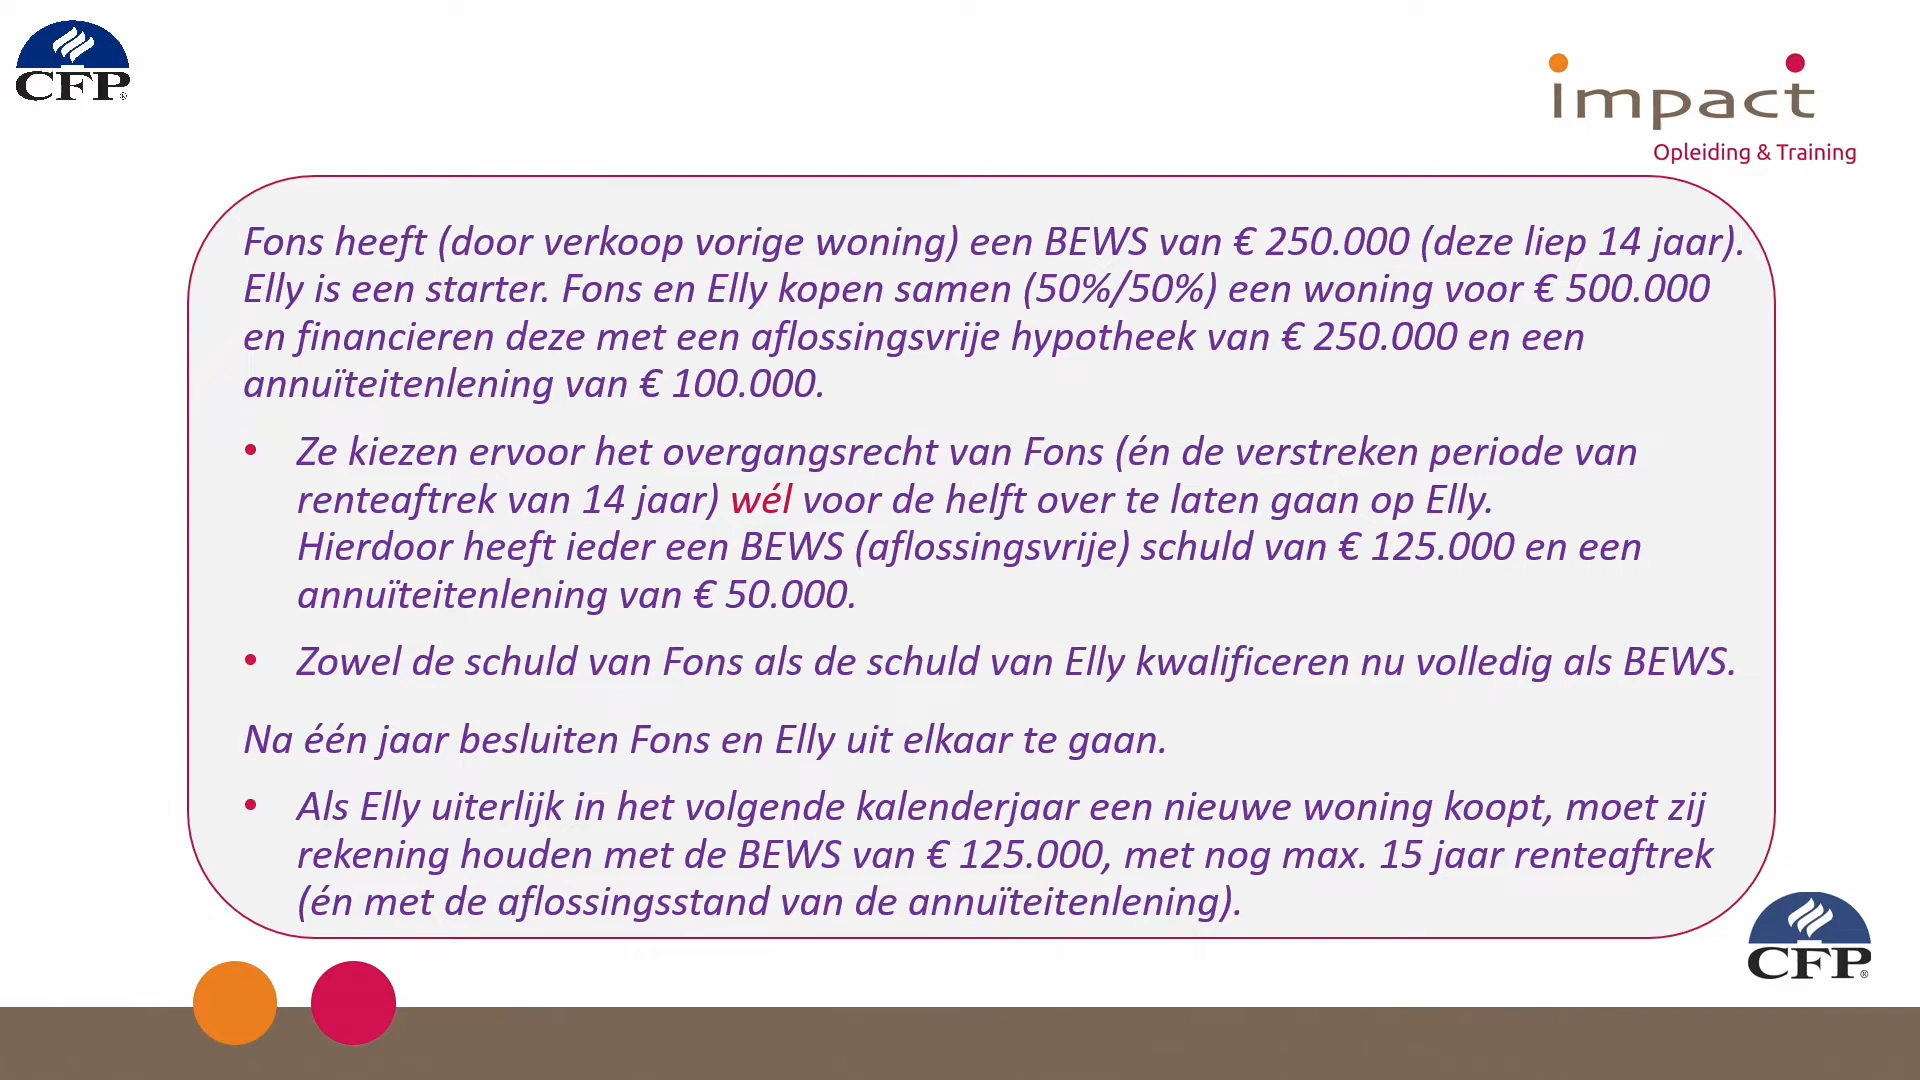 CFP®
impact
Opleiding & Training
Fons heeft (door verkoop vorige woning) een BEWS van € 250.000 (deze liep 14 jaar).
Elly is een starter. Fons en Elly kopen samen (50%/50%) een woning voor € 500.000
en financieren deze met een aflossingsvrije hypotheek van € 250.000 en een
annuïteitenlening van € 100.000.
• Ze kiezen ervoor het overgangsrecht van Fons (én de verstreken periode van
renteaftrek van 14 jaar) wél voor de helft over te laten gaan op Elly.
Hierdoor heeft ieder een BEWS (aflossingsvrije) schuld van € 125.000 en een
annuïteitenlening van € 50.000.
• Zowel de schuld van Fons als de schuld van Elly kwalificeren nu volledig als BEWS.
Na één jaar besluiten Fons en Elly uit elkaar te gaan.
• Als Elly uiterlijk in het volgende kalenderjaar een nieuwe woning koopt, moet zij
rekening houden met de BEWS van € 125.000, met nog max. 15 jaar renteaftrek
(én met de aflossingsstand van de annuïteitenlening).
CFP®